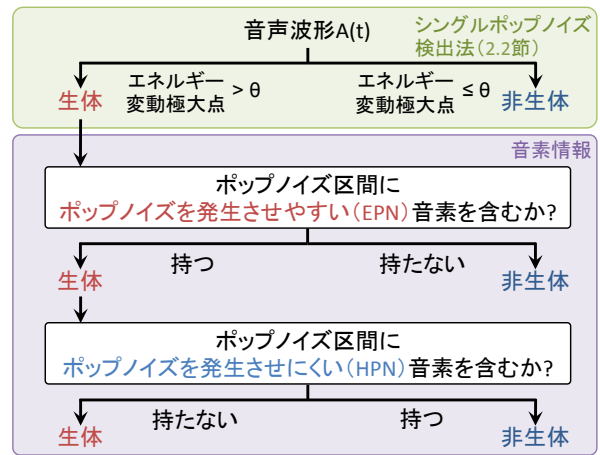 音声波形A(t)
シングルポップノイズ
検出法(2.2節)
生体
エネルギー
変動極大点 > θ
エネルギー
変動極大点 ≤ θ
非生体
音素情報
ポップノイズ区間に
ポップノイズを発生させやすい(EPN)音素を含むか?
生体
持つ
持たない
非生体
ポップノイズ区間に
ポップノイズを発生させにくい(HPN)音素を含むか?
生体
持たない
持つ
非生体